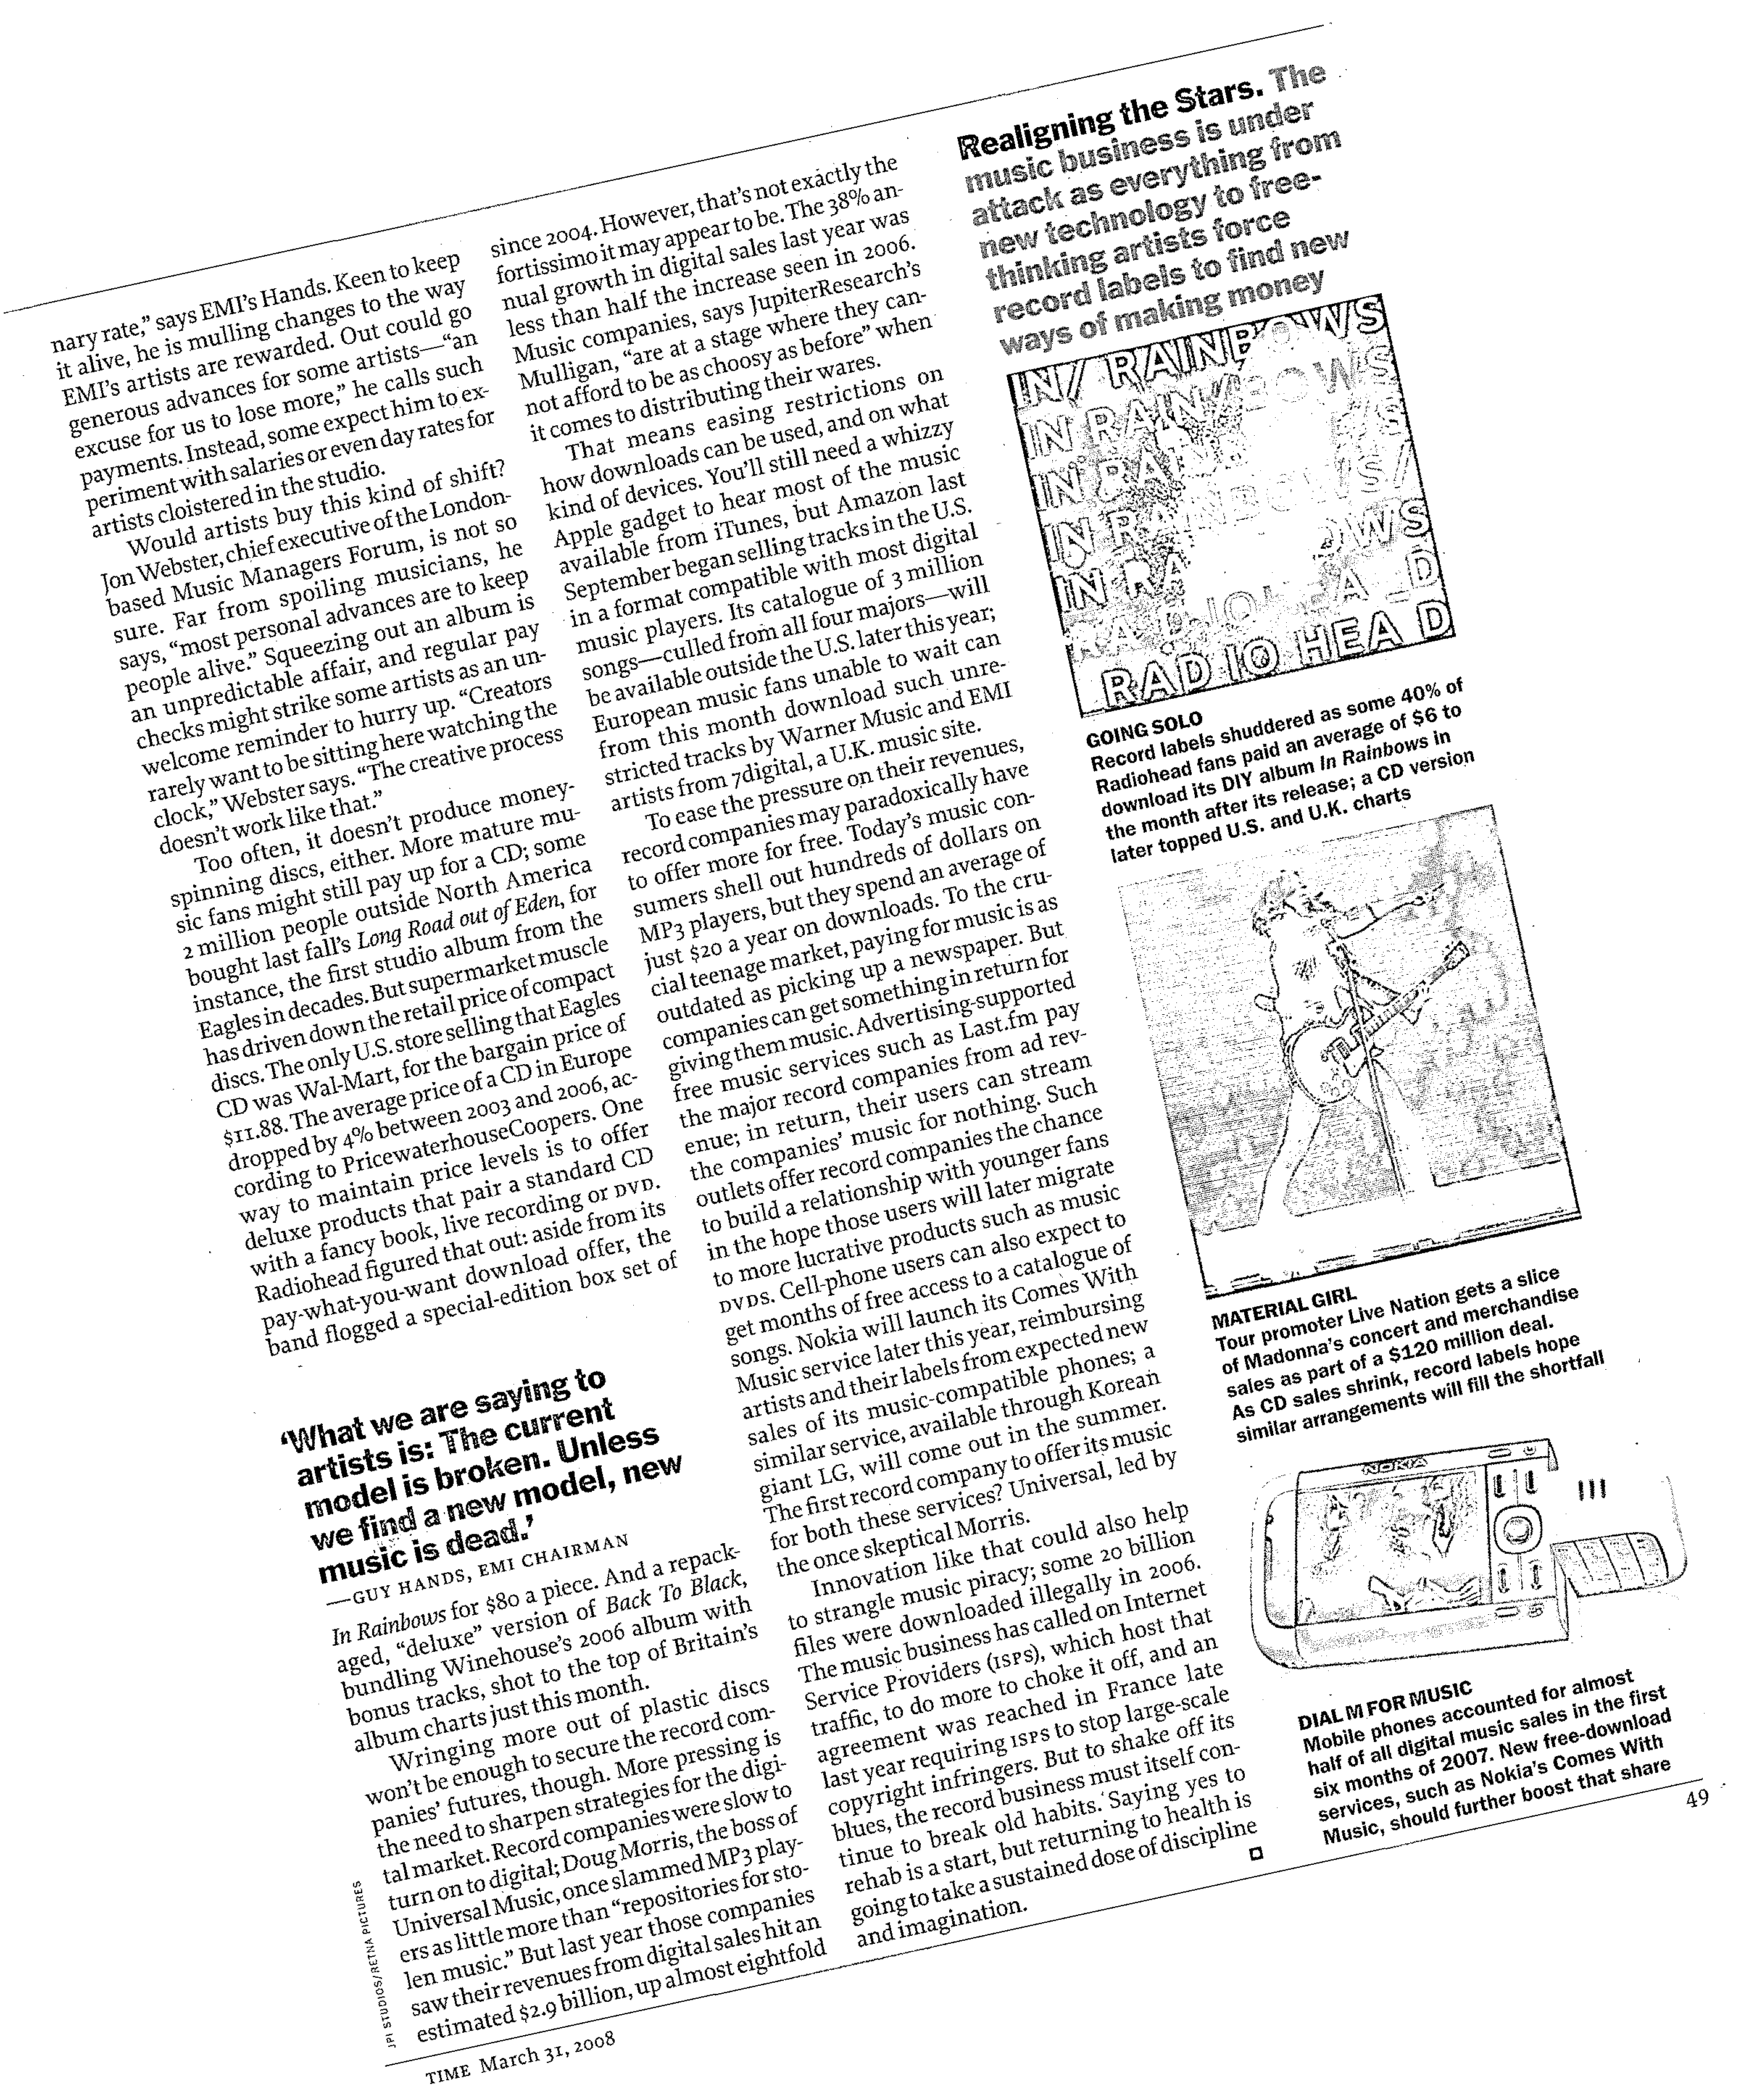 nary rate,” says EMI’s Hands. Keen to keep
it alive, he is mulling changes to the way
EMI’s artists are rewarded. Out could go
generous advances for some artists—“an
excuse for us to lose more,” he calls such
payments. Instead, some expect him to ex-
periment with salaries or even day rates for
artists cloistered in the studio.
Would artists buy this kind of shift?
Jon Webster, chief executive of the London-
based Music Managers Forum, is not so
sure. Far from spoiling musicians, he
says, “most personal advances are to keep
people alive.” Squeezing out an album is
an unpredictable affair, and regular pay
checks might strike some artists as an un-
welcome reminder to hurry up. “Creators
rarely want to be sitting here watching the
clock,” Webster says. “The creative process
doesn’t work like that.”
Too often, it doesn’t produce money-
spinning discs, either. More mature mu-
sic fans might still pay up for a CD; some
2 million people outside North America
bought last fall’s Long Road out of Eden, for
instance, the first studio album from the
Eagles in decades. But supermarket muscle
has driven down the retail price of compact
discs. The only U.S. store selling that Eagles
CD was Wal-Mart, for the bargain price of
$11.88. The average price of a CD in Europe
dropped by 4% between 2003 and 2006, ac-
cording to PricewaterhouseCoopers. One
way to maintain price levels is to offer
deluxe products that pair a standard CD
with a fancy book, live recording or DVD.
Radiohead figured that out: aside from its
pay-what-you-want download offer, the
band flogged a special-edition box set of
‘What we are saying to
artists is: The current
model is broken. Unless
we find a new model, new
music is dead.’
—GUY HANDS, EMI CHAIRMAN
In Rainbows for $80 a piece. And a repack-
aged, “deluxe” version of Back To Black,
bundling Winehouse’s 2006 album with
bonus tracks, shot to the top of Britain’s
album charts just this month.
Wringing more out of plastic discs
won’t be enough to secure the record com-
panies’ futures, though. More pressing is
the need to sharpen strategies for the digi-
tal market. Record companies were slow to
turn on to digital; Doug Morris, the boss of
Universal Music, once slammed MP3 play-
ers as little more than “repositories for sto-
len music.” But last year those companies
saw their revenues from digital sales hit an
estimated $2.9 billion, up almost eightfold
since 2004. However, that’s not exactly the
fortissimo it may appear to be. The 38% an-
nual growth in digital sales last year was
less than half the increase seen in 2006.
Music companies, says JupiterResearch’s
Mulligan, “are at a stage where they can-
not afford to be as choosy as before” when
it comes to distributing their wares.
That means easing restrictions on
how downloads can be used, and on what
kind of devices. You’ll still need a whizzy
Apple gadget to hear most of the music
available from iTunes, but Amazon last
September began selling tracks in the U.S.
in a format compatible with most digital
music players. Its catalogue of 3 million
songs—culled from all four majors—will
be available outside the U.S. later this year;
European music fans unable to wait can
from this month download such unre-
stricted tracks by Warner Music and EMI
artists from 7digital, a U.K. music site.
To ease the pressure on their revenues,
record companies may paradoxically have
to offer more for free. Today’s music con-
sumers shell out hundreds of dollars on
MP3 players, but they spend an average of
just $20 a year on downloads. To the cru-
cial teenage market, paying for music is as
outdated as picking up a newspaper. But
companies can get something in return for
giving them music. Advertising-supported
free music services such as Last.fm pay
the major record companies from ad rev-
enue; in return, their users can stream
the companies’ music for nothing. Such
outlets offer record companies the chance
to build a relationship with younger fans
in the hope those users will later migrate
to more lucrative products such as music
DVDs. Cell-phone users can also expect to
get months of free access to a catalogue of
songs. Nokia will launch its Comes With
Music service later this year, reimbursing
artists and their labels from expected new
sales of its music-compatible phones; a
similar service, available through Korean
giant LG, will come out in the summer.
The first record company to offer its music
for both these services? Universal, led by
the once skeptical Morris.
Innovation like that could also help
to strangle music piracy; some 20 billion
files were downloaded illegally in 2006.
The music business has called on Internet
Service Providers (ISPs), which host that
traffic, to do more to choke it off, and an
agreement was reached in France late
last year requiring ISPs to stop large-scale
copyright infringers. But to shake off its
blues, the record business must itself con-
tinue to break old habits. Saying yes to
rehab is a start, but returning to health is
going to take a sustained dose of discipline
and imagination.
Realigning the Stars. The
music business is under
attack as everything from
new technology to free-
thinking artists force
record labels to find new
ways of making money
IN/ RAINBOWS
IN RAIN/BOWS
IN RAINBOWS/
RADIOHEAD
GOING SOLO
Record labels shuddered as some 40% of
Radiohead fans paid an average of $6 to
download its DIY album In Rainbows in
the month after its release; a CD version
later topped U.S. and U.K. charts
MATERIAL GIRL
Tour promoter Live Nation gets a slice
of Madonna’s concert and merchandise
sales as part of a $120 million deal.
As CD sales shrink, record labels hope
similar arrangements will fill the shortfall
NOKIA
DIAL M FOR MUSIC
Mobile phones accounted for almost
half of all digital music sales in the first
six months of 2007. New free-download
services, such as Nokia’s Comes With
Music, should further boost that share
JPI STUDIOS/RETNA PICTURES
TIME March 31, 2008
49